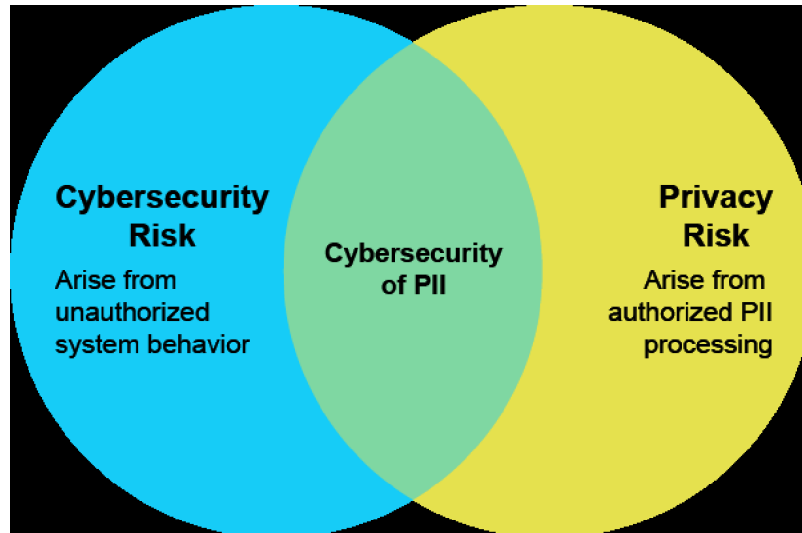 Cybersecurity
Risk
Arise from
unauthorized
system behavior
Cybersecurity
of PII
Privacy
Risk
Arise from
authorized PII
processing